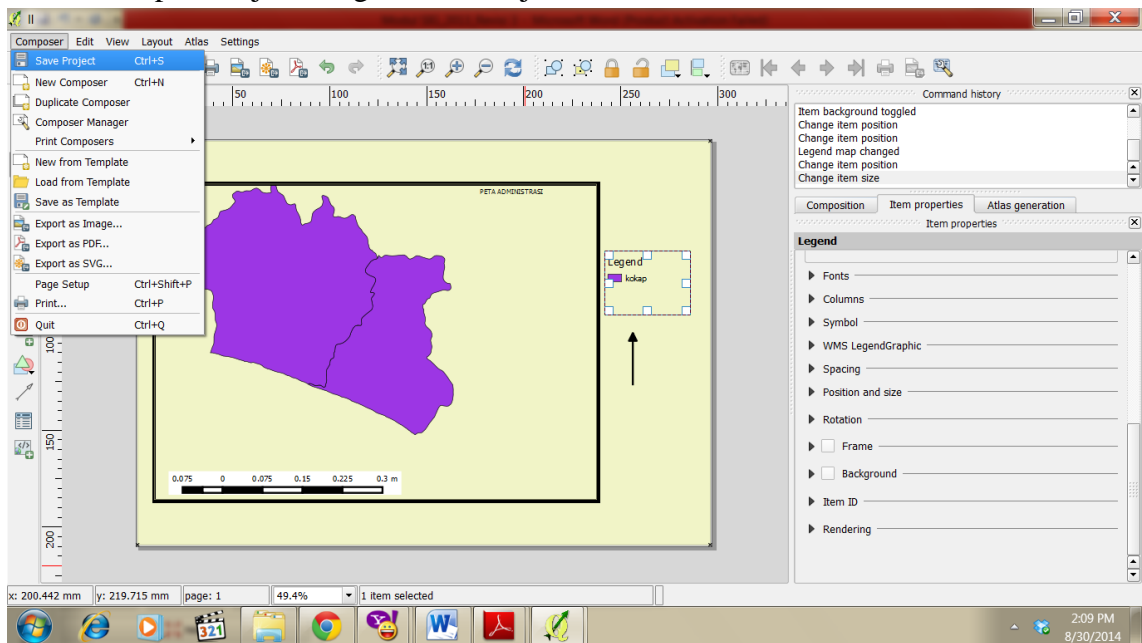 II
Composer Edit View Layout Atlas Settings
Save Project Ctrl+S
New Composer Ctrl+N
Duplicate Composer
Composer Manager
Print Composers
New from Template
Load from Template
Save as Template
Export as Image...
Export as PDF...
Export as SVG...
Page Setup Ctrl+Shift+P
Print... Ctrl+P
Quit Ctrl+Q
50 100 150 200 250 300
100
150
200
PETA ADMINISTRASI
Legend
kokap
0.075 0 0.075 0.15 0.225 0.3 m
Command history
Item background toggled
Change item position
Change item position
Legend map changed
Change item position
Change item size
Composition Item properties Atlas generation
Item properties
Legend
Fonts
Columns
Symbol
WMS LegendGraphic
Spacing
Position and size
Rotation
Frame
Background
Item ID
Rendering
x: 200.442 mm y: 219.715 mm page: 1 49.4% 1 item selected
321
2:09 PM
8/30/2014